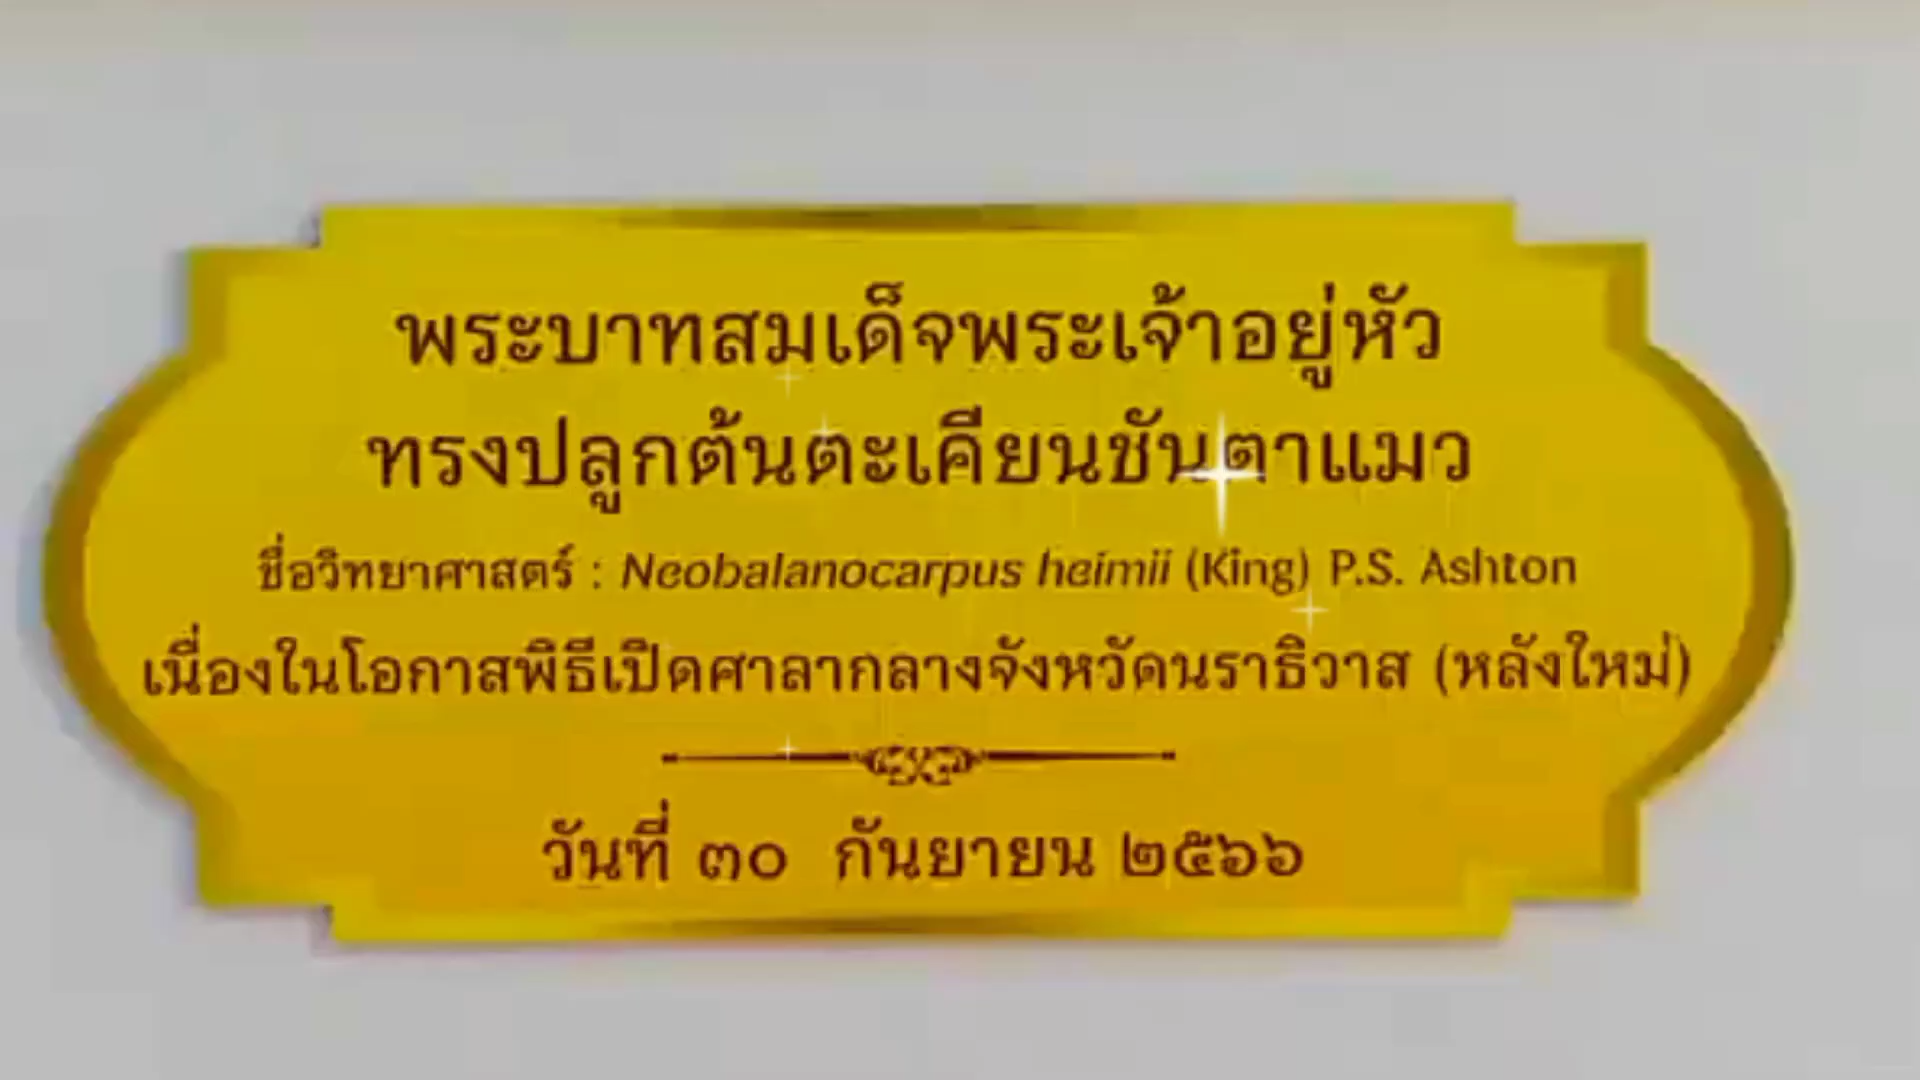 พระบาทสมเด็จพระเจ้าอยู่หัว
ทรงปลูกต้นตะเคียนชันตาแมว
ชื่อวิทยาศาสตร์ : Neobalanocarpus heimii (King) P.S. Ashton
เนื่องในโอกาสพิธีเปิดศาลากลางจังหวัดนราธิวาส (หลังใหม่)
วันที่ ๓๐ กันยายน ๒๕๖๖